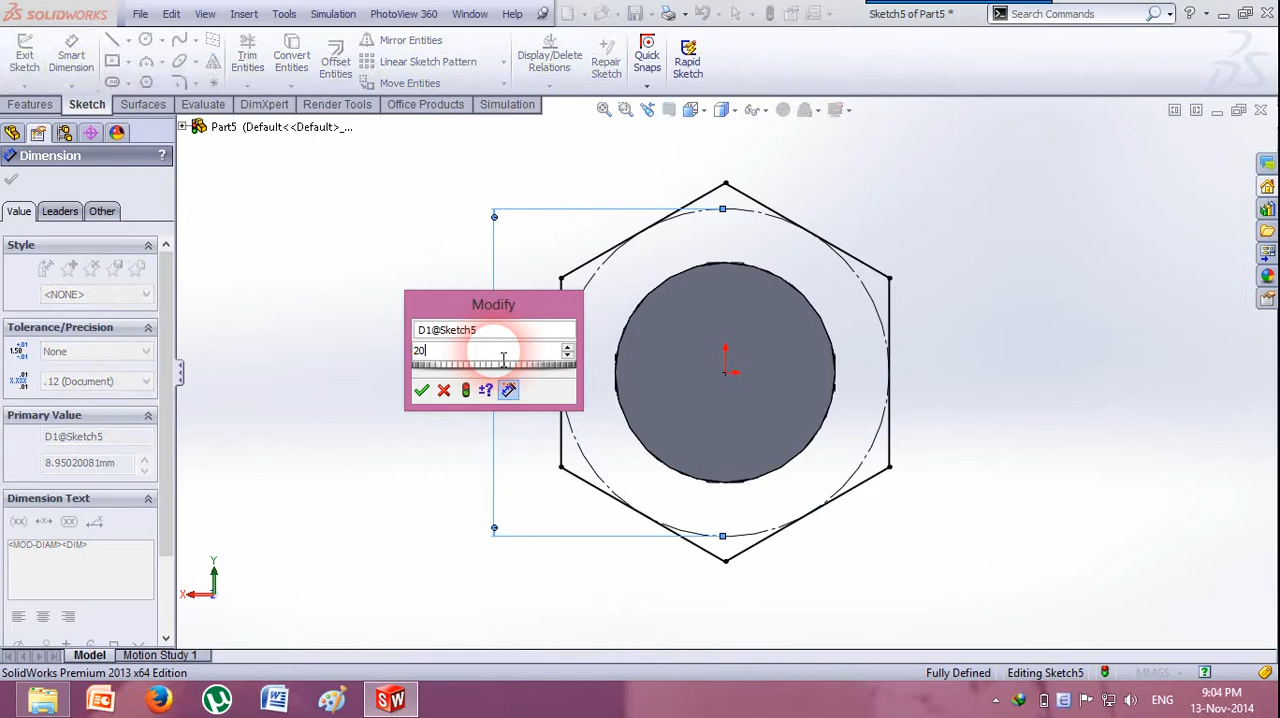 SOLIDWORKS
File Edit View Insert Tools Simulation PhotoView 360 Window Help
Sketch5 of Part5 *
Search Commands
Exit Sketch
Smart Dimension
Trim Entities
Convert Entities
Offset Entities
Mirror Entities
Linear Sketch Pattern
Move Entities
Display/Delete Relations
Repair Sketch
Quick Snaps
Rapid Sketch
Features Sketch Surfaces Evaluate DimXpert Render Tools Office Products Simulation
Part5 (Default<<Default>_...
Dimension
?
Value Leaders Other
Style
<NONE>
Tolerance/Precision
None
.12 (Document)
Primary Value
D1@Sketch5
8.95020081mm
Dimension Text
<MOD-DIAM><DIM>
Modify
D1@Sketch5
20
±?
Y
X
Model Motion Study 1
SolidWorks Premium 2013 x64 Edition
Fully Defined
Editing Sketch5
MMGS
ENG
9:04 PM
13-Nov-2014